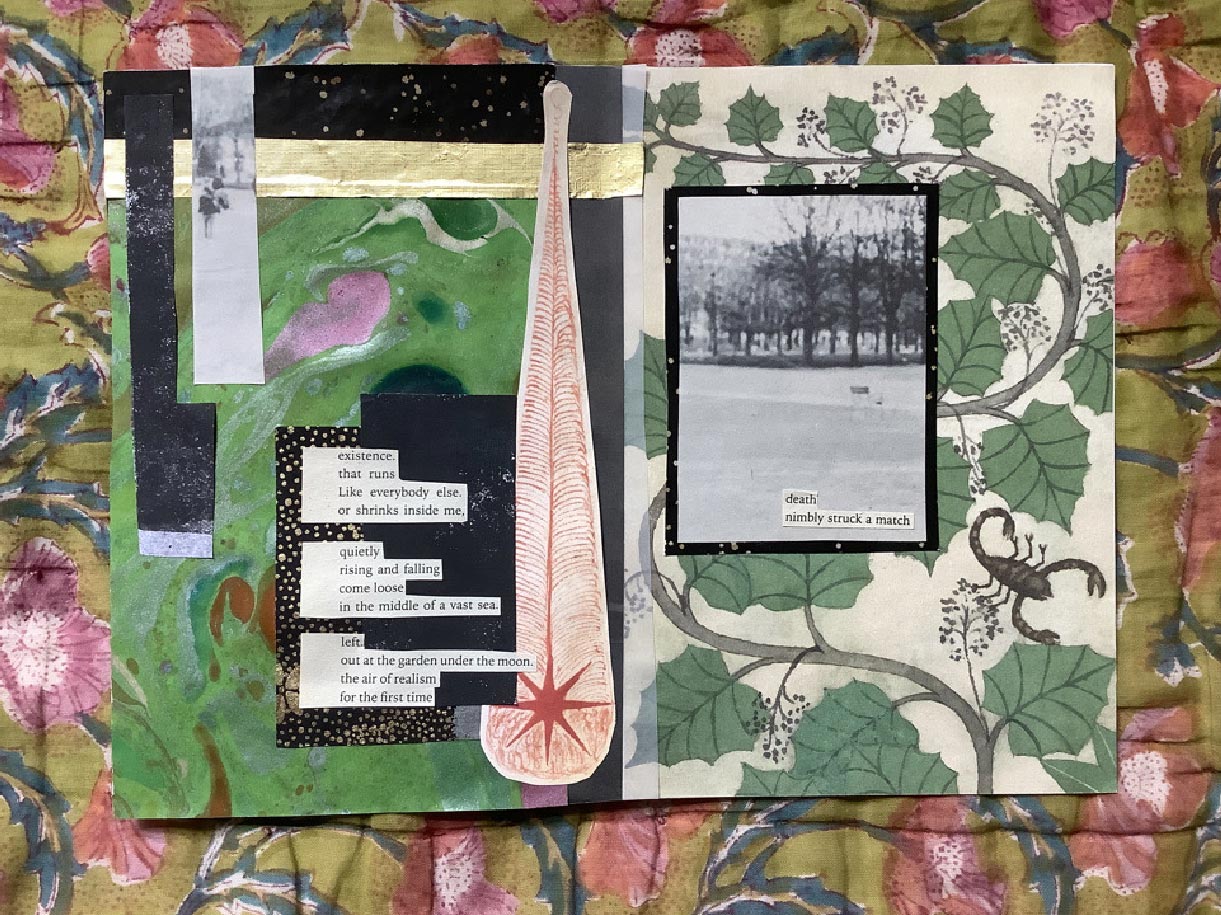 existence.
that runs
Like everybody else.
or shrinks inside me,
quietly
rising and falling
come loose
in the middle of a vast sea.
left.
out at the garden under the moon.
the air of realism
for the first time
death
nimbly struck a match